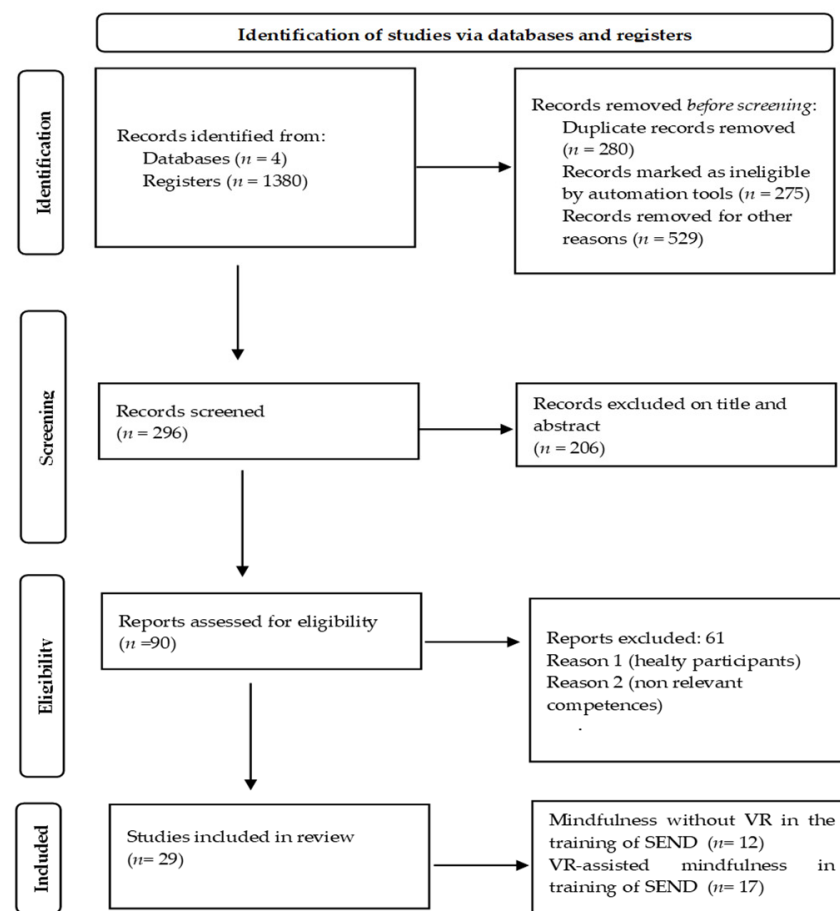 Identification of studies via databases and registers
Identification
Records identified from:
Databases (n = 4)
Registers (n = 1380)
Records removed before screening:
Duplicate records removed
(n = 280)
Records marked as ineligible
by automation tools (n = 275)
Records removed for other
reasons (n = 529)
Screening
Records screened
(n = 296)
Records excluded on title and
abstract
(n = 206)
Eligibility
Reports assessed for eligibility
(n =90)
Reports excluded: 61
Reason 1 (healty participants)
Reason 2 (non relevant
competences)
.
Included
Studies included in review
(n= 29)
Mindfulness without VR in the
training of SEND (n= 12)
VR-assisted mindfulness in
training of SEND (n= 17)